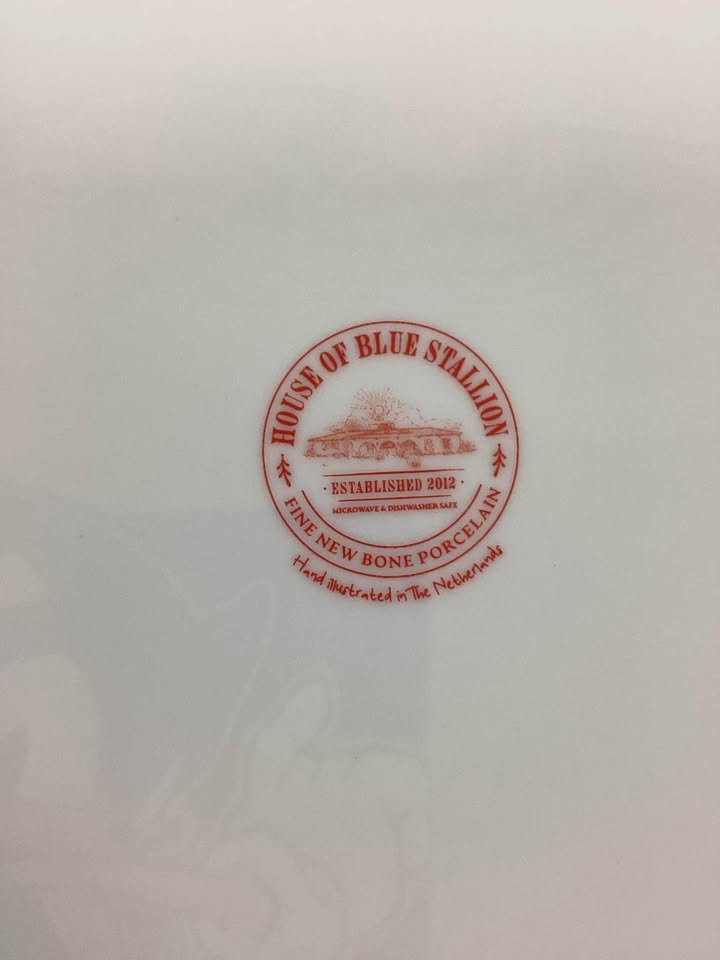 HOUSE OF BLUE STALLION
· ESTABLISHED 2012 ·
MICROWAVE & DISHWASHER SAFE
FINE NEW BONE PORCELAIN
Hand illustrated in The Netherlands